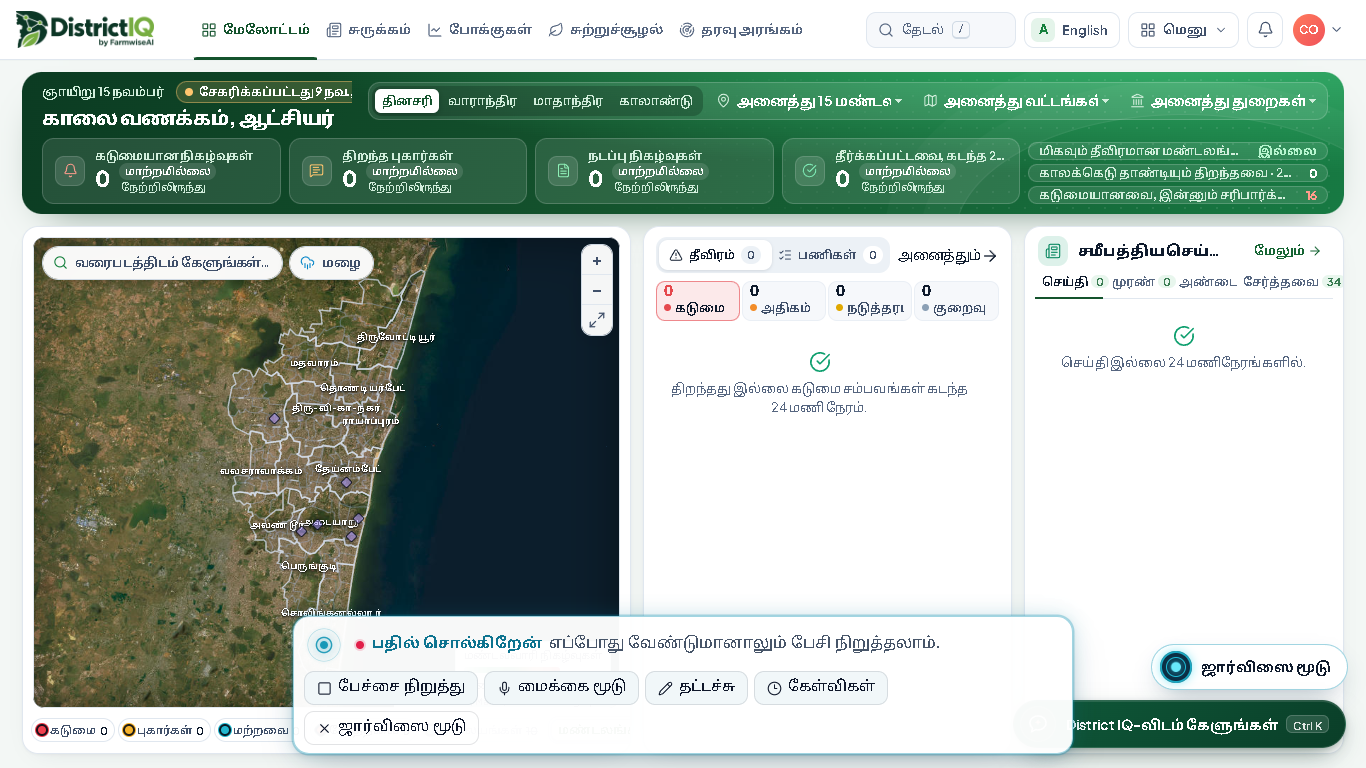 DistrictIQ
by FarmwiseAI
மேலோட்டம்
சுருக்கம்
போக்குகள்
சுற்றுச்சூழல்
தரவு அரங்கம்
தேடல் /
A English
மெனு
CO
ஞாயிறு 15 நவம்பர்
சேகரிக்கப்பட்டது 9 நவ.
காலை வணக்கம், ஆட்சியர்
தினசரி
வாராந்திர
மாதாந்திர
காலாண்டு
அனைத்து 15 மண்டல
அனைத்து வட்டங்கள்
அனைத்து துறைகள்
கடுமையான நிகழ்வுகள்
0 மாற்றமில்லை
நேற்றிலிருந்து
திறந்த புகார்கள்
0 மாற்றமில்லை
நேற்றிலிருந்து
நடப்பு நிகழ்வுகள்
0 மாற்றமில்லை
நேற்றிலிருந்து
தீர்க்கப்பட்டவை, கடந்த 2...
0 மாற்றமில்லை
நேற்றிலிருந்து
மிகவும் தீவிரமான மண்டலங்... இல்லை
காலக்கெடு தாண்டியும் திறந்தவை · 2... 0
கடுமையானவை, இன்னும் சரிபார்க்... 16
வரைபடத்திடம் கேளுங்கள்...
மழை
+
−
திருவோட்டியூர்
மதவாரம்
தொண்டியர்பேட்
திரு-வி-கா-நகர்
ராயாப்புரம்
வலசராவாக்கம்
தேயனம்பேட்
அடையாறு
பெருங்குடி
கடுமை 0
புகார்கள் 0
மற்றவை
தீவிரம் 0
பணிகள் 0
அனைத்தும்
0
கடுமை
0
அதிகம்
0
நடுத்தர
0
குறைவு
திறந்தது இல்லை கடுமை சம்பவங்கள் கடந்த
24 மணி நேரம்.
சமீபத்திய செய்...
மேலும்
செய்தி 0
முரண் 0
அண்டை
சேர்த்தவை 34
செய்தி இல்லை 24 மணிநேரங்களில்.
பதில் சொல்கிறேன் எப்போது வேண்டுமானாலும் பேசி நிறுத்தலாம்.
பேச்சை நிறுத்து
மைக்கை மூடு
தட்டச்சு
கேள்விகள்
ஜார்விஸை மூடு
ஜார்விஸை மூடு
District IQ-விடம் கேளுங்கள் Ctrl K